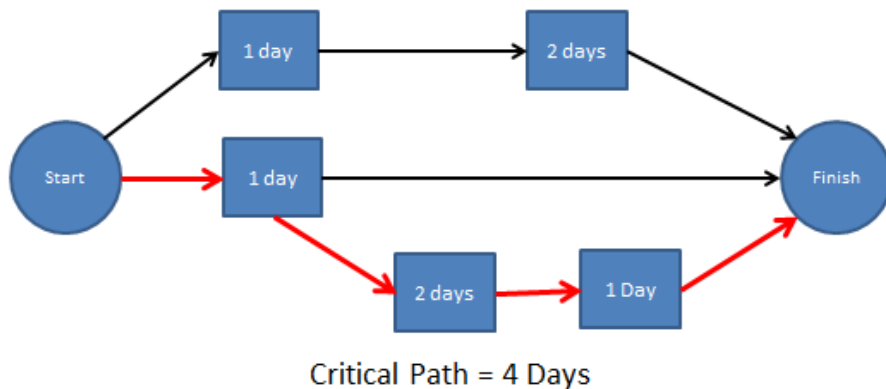 1 day
2 days
Start
1 day
Finish
2 days
1 Day
Critical Path = 4 Days